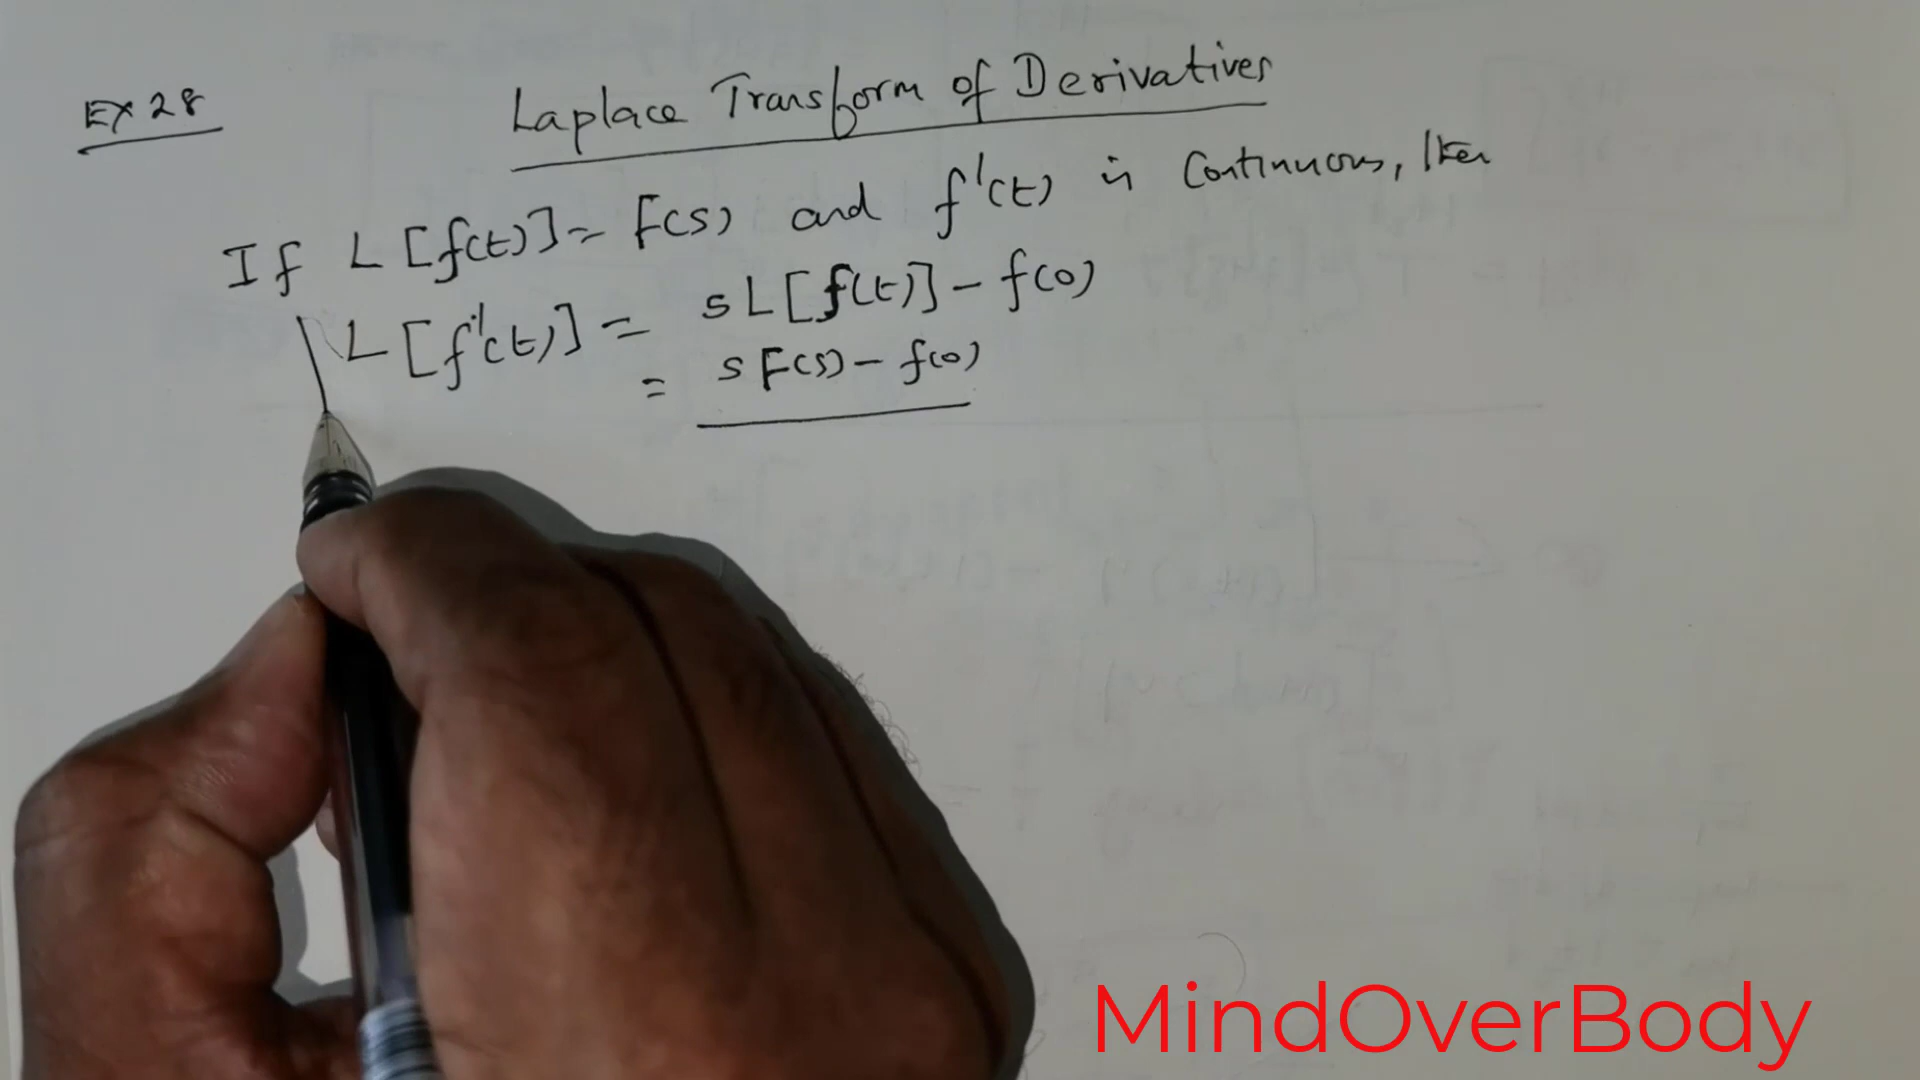 Ex 28
Laplace Transform of Derivatives
If L[f(t)] = F(s) and f'(t) is Continuous, then
L[f'(t)] = sL[f(t)] - f(0)
= sF(s) - f(0)
MindOverBody